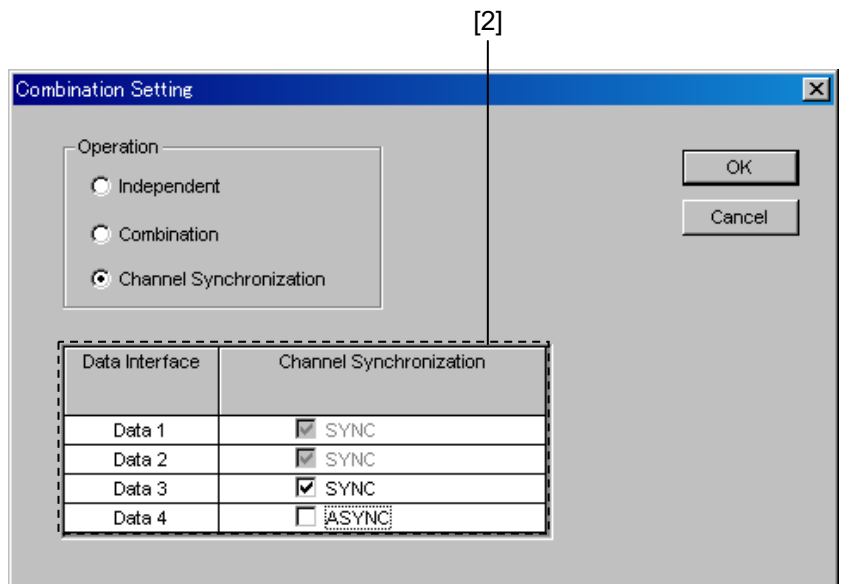 [2]
Combination Setting
Operation
Independent
Combination
Channel Synchronization
OK
Cancel
Data Interface Channel Synchronization
Data 1 SYNC
Data 2 SYNC
Data 3 SYNC
Data 4 ASYNC